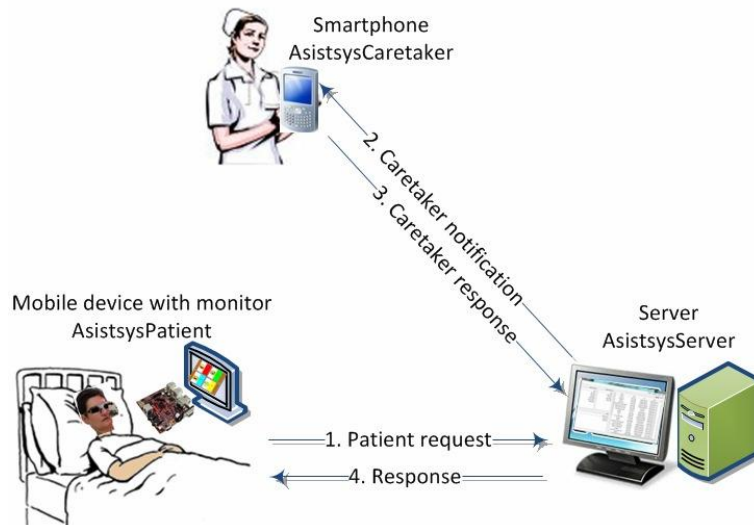 Smartphone
AsistsysCaretaker
2. Caretaker notification
3. Caretaker response
Mobile device with monitor
AsistsysPatient
Server
AsistsysServer
1. Patient request
4. Response